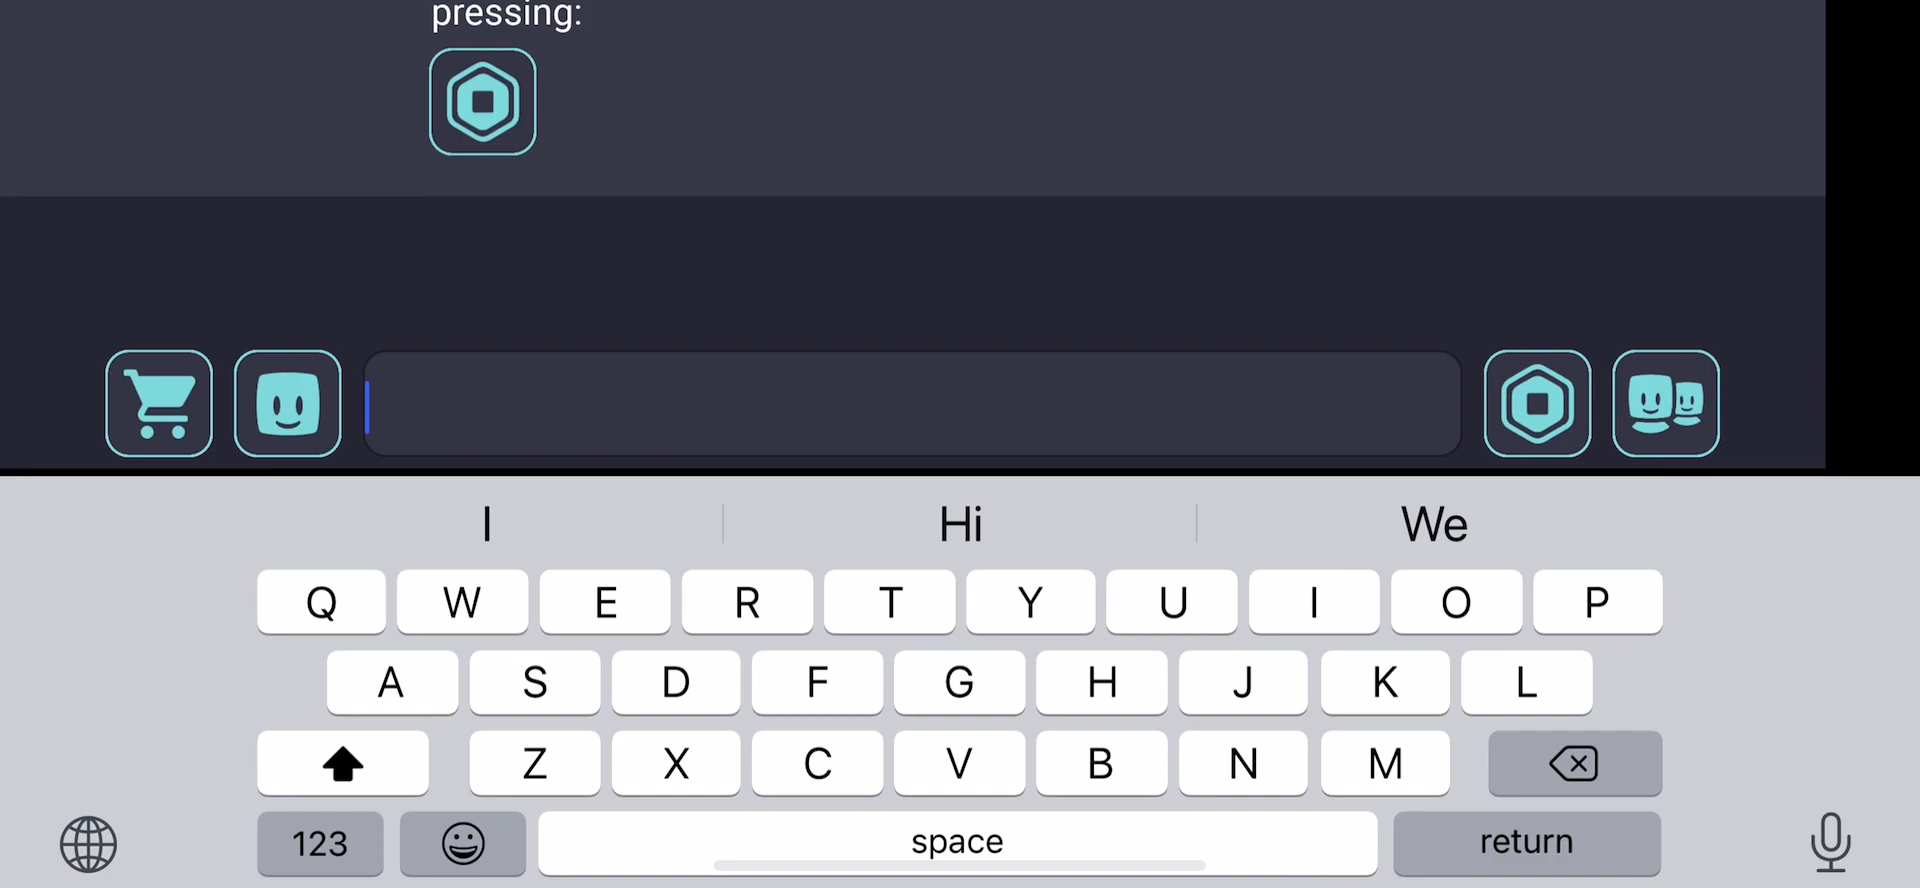 pressing:
I Hi We
Q W E R T Y U I O P
A S D F G H J K L
Z X C V B N M
123 space return